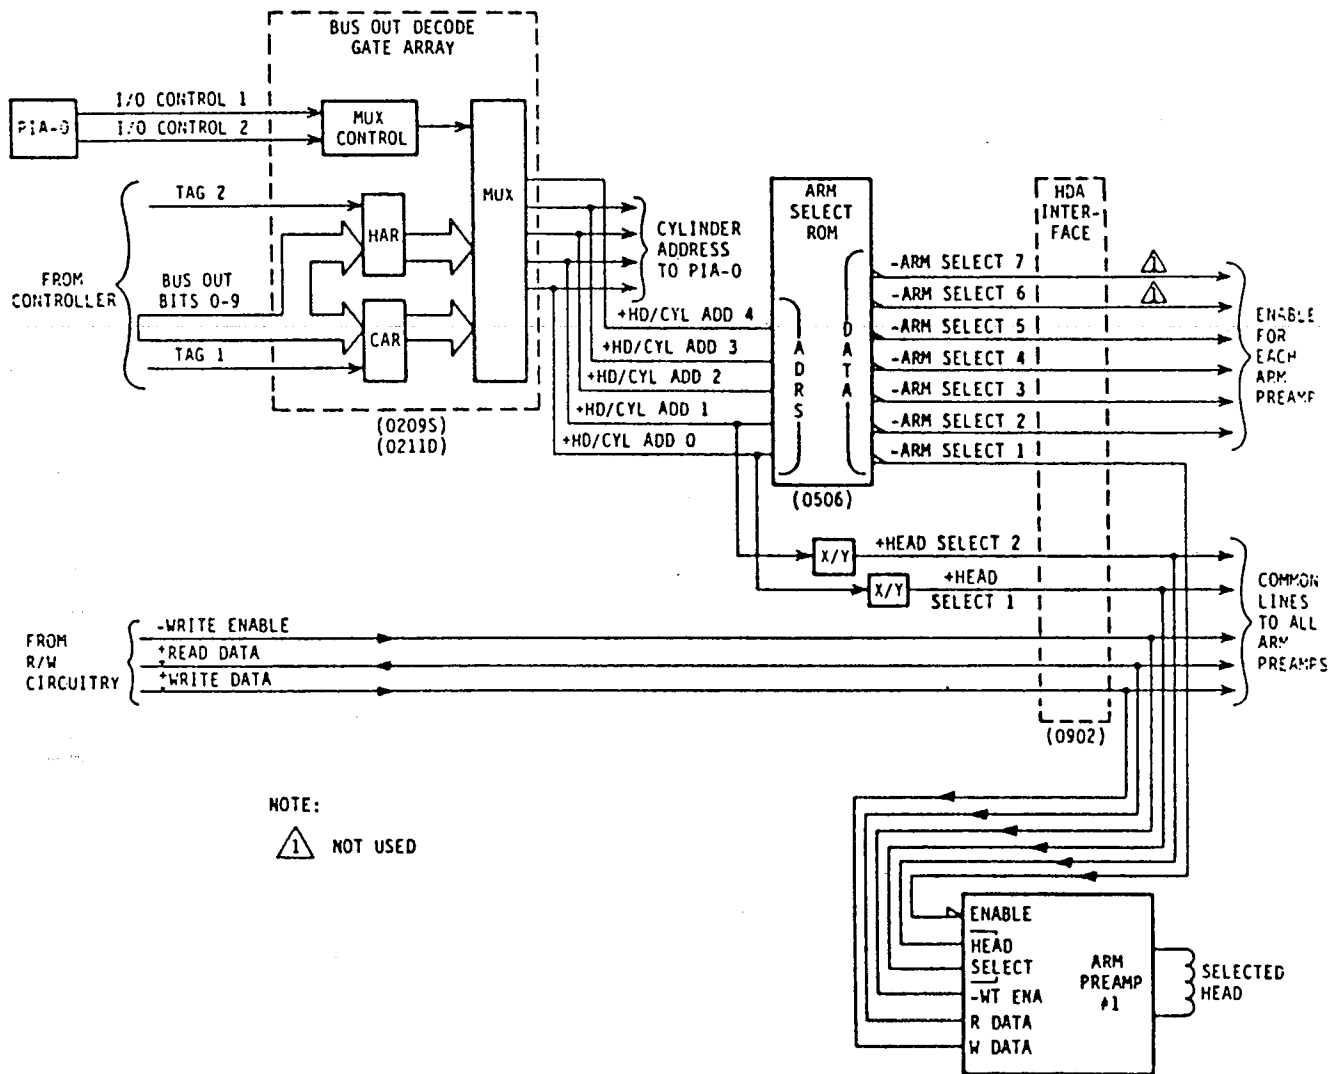 BUS OUT DECODE
GATE ARRAY
PIA-0
I/O CONTROL 1
I/O CONTROL 2
MUX
CONTROL
MUX
TAG 2
HAR
FROM
CONTROLLER
BUS OUT
BITS 0-9
CAR
TAG 1
(0209S)
(0211D)
CYLINDER
ADDRESS
TO PIA-0
+HD/CYL ADD 4
+HD/CYL ADD 3
+HD/CYL ADD 2
+HD/CYL ADD 1
+HD/CYL ADD 0
ARM
SELECT
ROM
ADRS
DATA
(0506)
HDA
INTER-
FACE
-ARM SELECT 7
1
-ARM SELECT 6
1
-ARM SELECT 5
-ARM SELECT 4
-ARM SELECT 3
-ARM SELECT 2
-ARM SELECT 1
ENABLE
FOR
EACH
ARM
PREAMP
X/Y
+HEAD SELECT 2
X/Y
+HEAD
SELECT 1
COMMON
LINES
TO ALL
ARM
PREAMPS
FROM
R/W
CIRCUITRY
-WRITE ENABLE
±READ DATA
±WRITE DATA
(0902)
NOTE:
1 NOT USED
ENABLE
HEAD
SELECT
-WT ENA
R DATA
W DATA
ARM
PREAMP
#1
SELECTED
HEAD